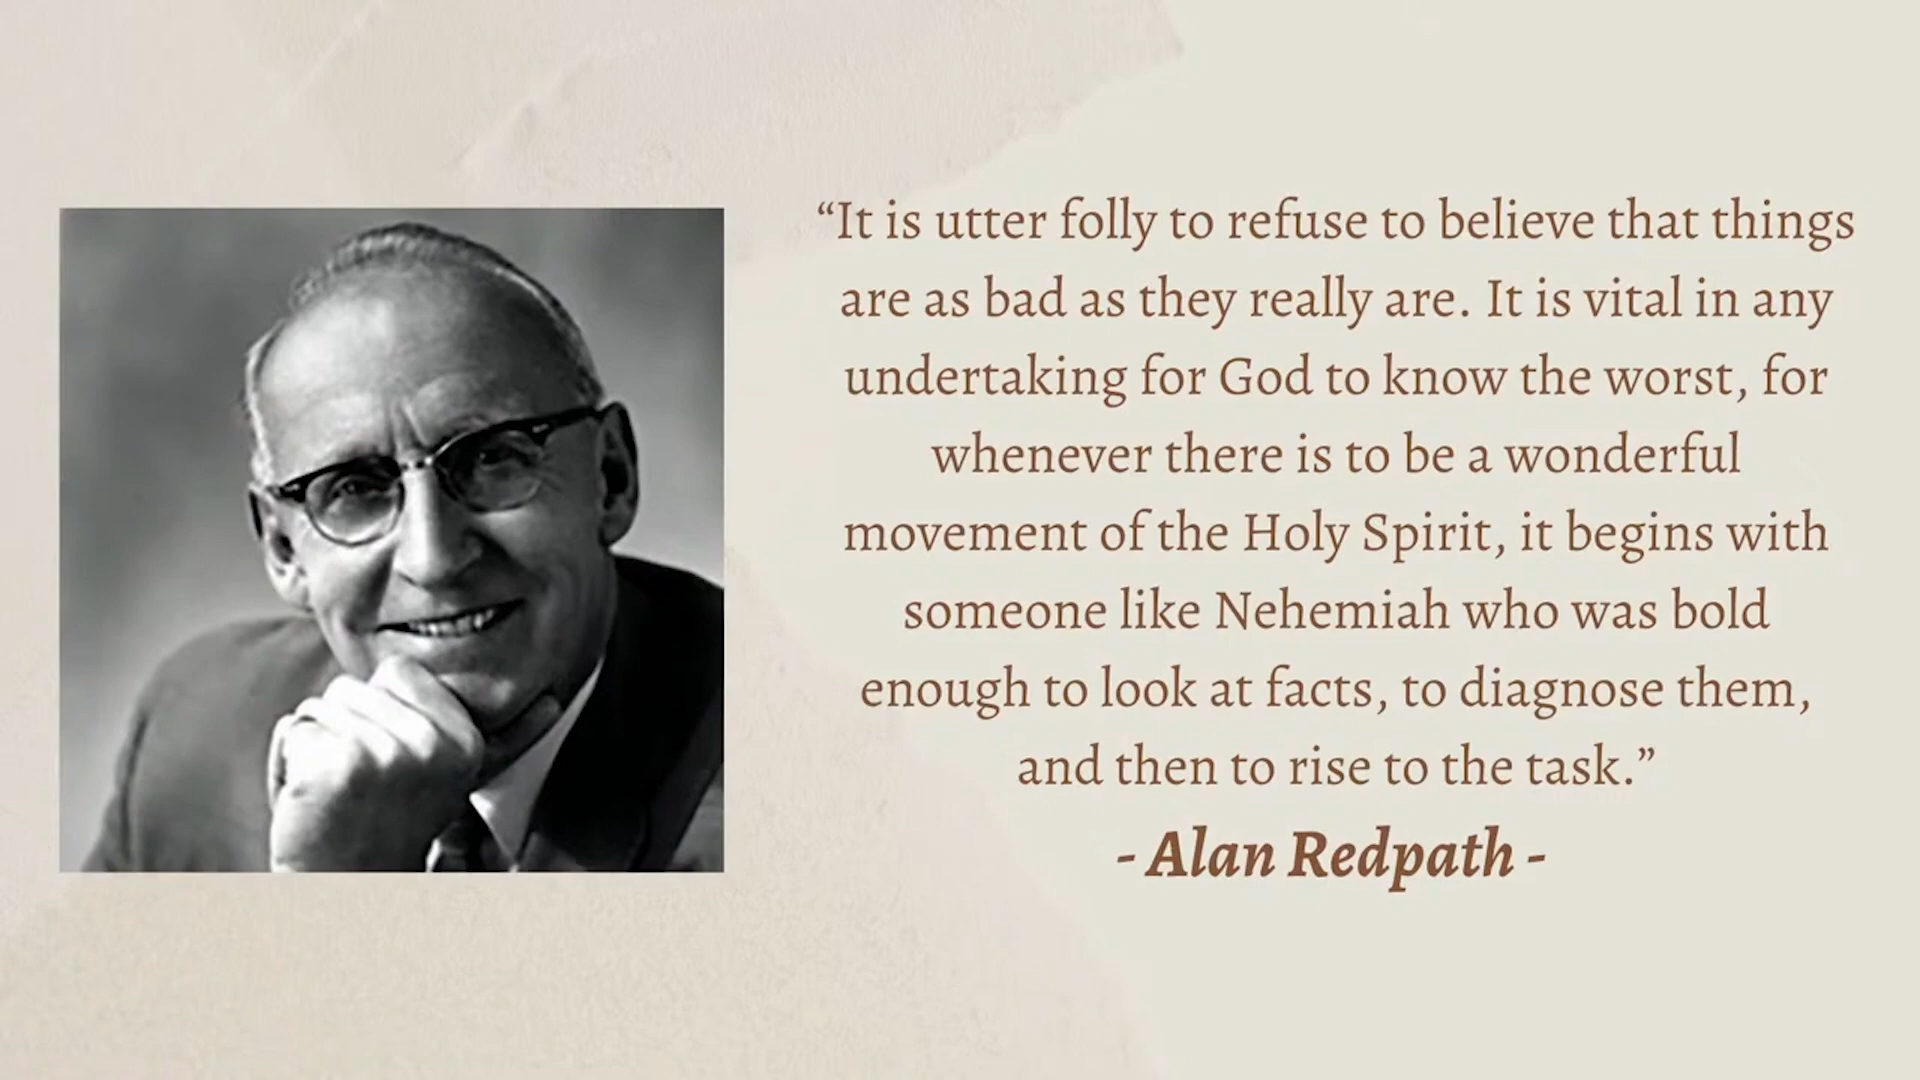 “It is utter folly to refuse to believe that things
are as bad as they really are. It is vital in any
undertaking for God to know the worst, for
whenever there is to be a wonderful
movement of the Holy Spirit, it begins with
someone like Nehemiah who was bold
enough to look at facts, to diagnose them,
and then to rise to the task.”
- Alan Redpath -